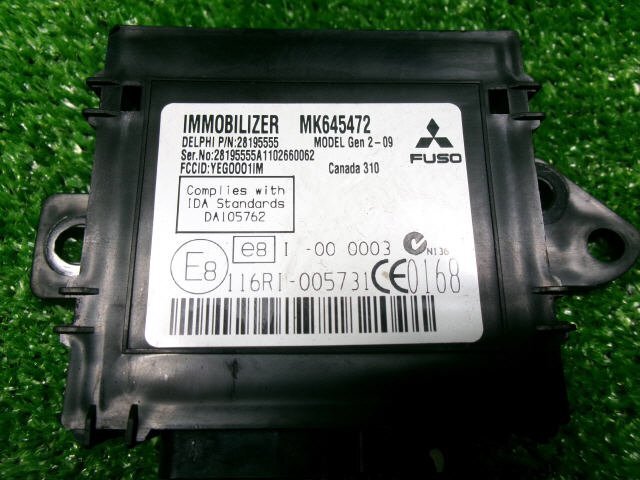 IMMOBILIZER MK645472
DELPHI P/N:28195555 MODEL Gen 2-09
Ser.No:28195555A1102660062
FCCID:YEGOOO1IM Canada 310
FUSO
Complies with
IDA Standards
DA105762
e8 I -00 0003 N136
E8 116RI-005731 CE0168